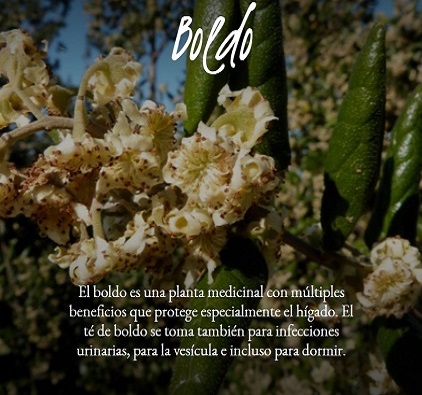 Boldo
El boldo es una planta medicinal con múltiples
beneficios que protege especialmente el hígado. El
té de boldo se toma también para infecciones
urinarias, para la vesícula e incluso para dormir.